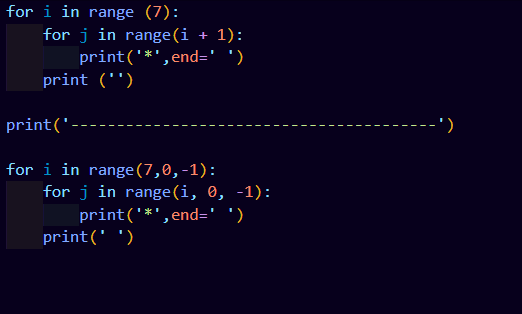 for i in range (7):
    for j in range(i + 1):
        print('*',end=' ')
    print ('')
print('----------------------------------------')
for i in range(7,0,-1):
    for j in range(i, 0, -1):
        print('*',end=' ')
    print(' ')